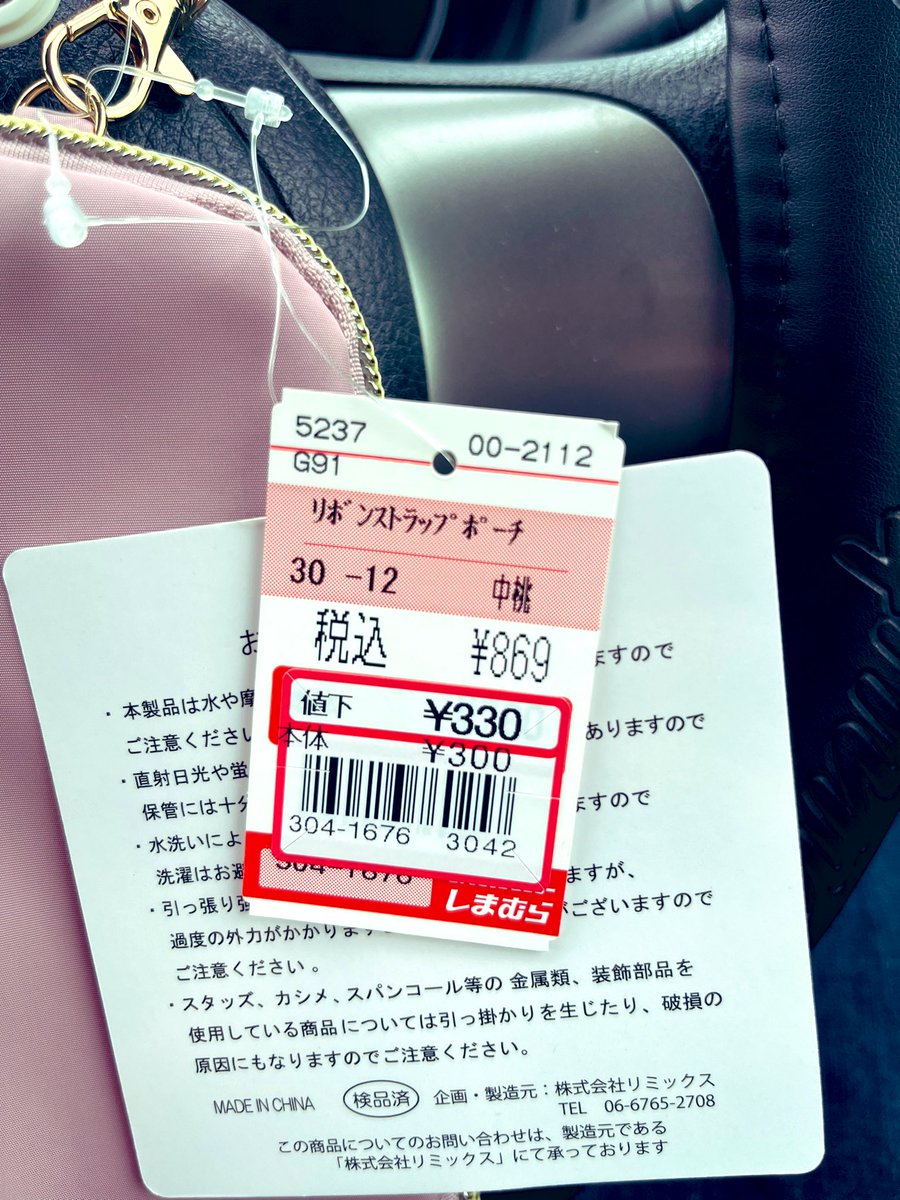 5237
00-2112
G91
リボンストラップポーチ
30 -12 中桃
税込 ¥869
値下 ¥330
本体 ¥300
304-1676 3042
304-1676
しまむら
お
ますので
・本製品は水や摩
ありますので
ご注意ください
・直射日光や蛍
ますので
保管には十分
・水洗いによ
ますが、
洗濯はお避
・引っ張り強
がございますので
過度の外力がかかります
ご注意ください。
・スタッズ、カシメ、スパンコール等の金属類、装飾部品を
使用している商品については引っ掛かりを生じたり、破損の
原因にもなりますのでご注意ください。
MADE IN CHINA 検品済 企画・製造元：株式会社リミックス
TEL 06-6765-2708
この商品についてのお問い合わせは、製造元である
「株式会社リミックス」にて承っております